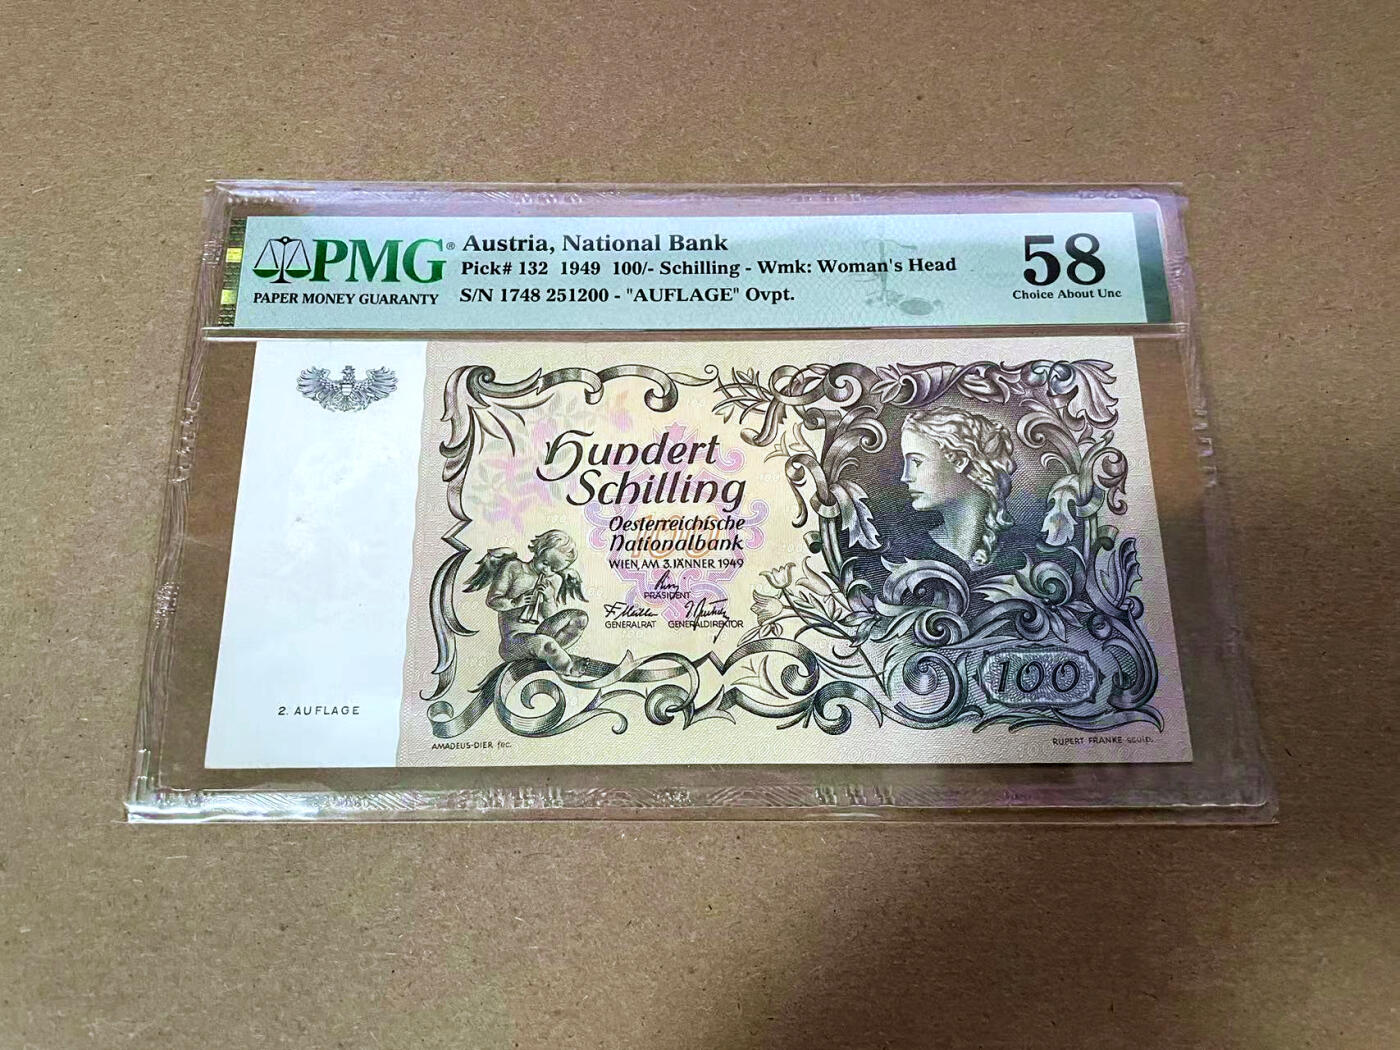 PMG®
PAPER MONEY GUARANTY
Austria, National Bank
Pick# 132 1949 100/- Schilling - Wmk: Woman's Head
S/N 1748 251200 - "AUFLAGE" Ovpt.
58
Choice About Unc
Hundert
Schilling
Oesterreichische
Nationalbank
WIEN, AM 3. JÄNNER 1949
PRÄSIDENT
GENERALRAT GENERALDIREKTOR
100
100
2. AUFLAGE
AMADEUS-DIER fec.
RUPERT FRANKE SCULP.